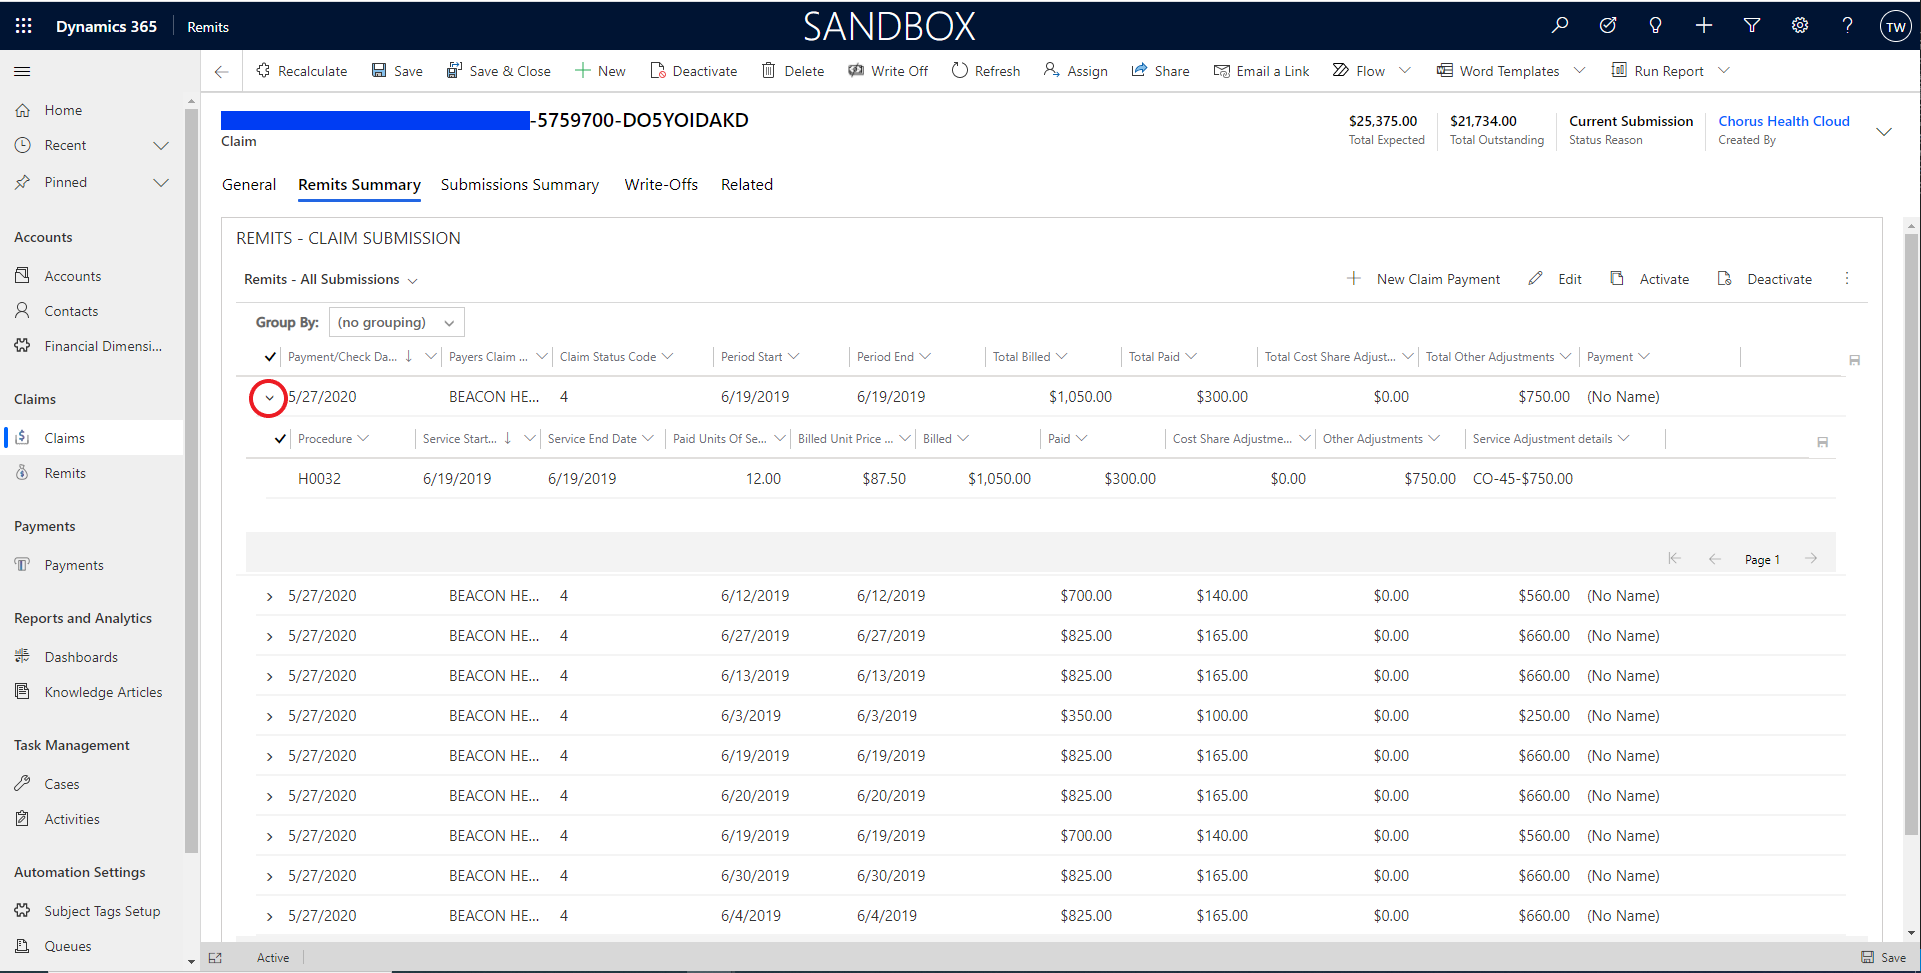 Dynamics 365 Remits SANDBOX TW
Recalculate Save Save & Close New Deactivate Delete Write Off Refresh Assign Share Email a Link Flow Word Templates Run Report
Home
Recent
Pinned
Accounts
Accounts
Contacts
Financial Dimensi...
Claims
Claims
Remits
Payments
Payments
Reports and Analytics
Dashboards
Knowledge Articles
Task Management
Cases
Activities
Automation Settings
Subject Tags Setup
Queues
-5759700-DO5YOIDAKD
Claim
$25,375.00 $21,734.00 Current Submission Chorus Health Cloud
Total Expected Total Outstanding Status Reason Created By
General Remits Summary Submissions Summary Write-Offs Related
REMITS - CLAIM SUBMISSION
Remits - All Submissions New Claim Payment Edit Activate Deactivate
Group By: (no grouping)
Payment/Check Da... Payers Claim ... Claim Status Code Period Start Period End Total Billed Total Paid Total Cost Share Adjust... Total Other Adjustments Payment
5/27/2020 BEACON HE... 4 6/19/2019 6/19/2019 $1,050.00 $300.00 $0.00 $750.00 (No Name)
Procedure Service Start... Service End Date Paid Units Of Se... Billed Unit Price ... Billed Paid Cost Share Adjustme... Other Adjustments Service Adjustment details
H0032 6/19/2019 6/19/2019 12.00 $87.50 $1,050.00 $300.00 $0.00 $750.00 CO-45-$750.00
Page 1
5/27/2020 BEACON HE... 4 6/12/2019 6/12/2019 $700.00 $140.00 $0.00 $560.00 (No Name)
5/27/2020 BEACON HE... 4 6/27/2019 6/27/2019 $825.00 $165.00 $0.00 $660.00 (No Name)
5/27/2020 BEACON HE... 4 6/13/2019 6/13/2019 $825.00 $165.00 $0.00 $660.00 (No Name)
5/27/2020 BEACON HE... 4 6/3/2019 6/3/2019 $350.00 $100.00 $0.00 $250.00 (No Name)
5/27/2020 BEACON HE... 4 6/19/2019 6/19/2019 $825.00 $165.00 $0.00 $660.00 (No Name)
5/27/2020 BEACON HE... 4 6/20/2019 6/20/2019 $825.00 $165.00 $0.00 $660.00 (No Name)
5/27/2020 BEACON HE... 4 6/19/2019 6/19/2019 $700.00 $140.00 $0.00 $560.00 (No Name)
5/27/2020 BEACON HE... 4 6/30/2019 6/30/2019 $825.00 $165.00 $0.00 $660.00 (No Name)
5/27/2020 BEACON HE... 4 6/4/2019 6/4/2019 $825.00 $165.00 $0.00 $660.00 (No Name)
Active Save